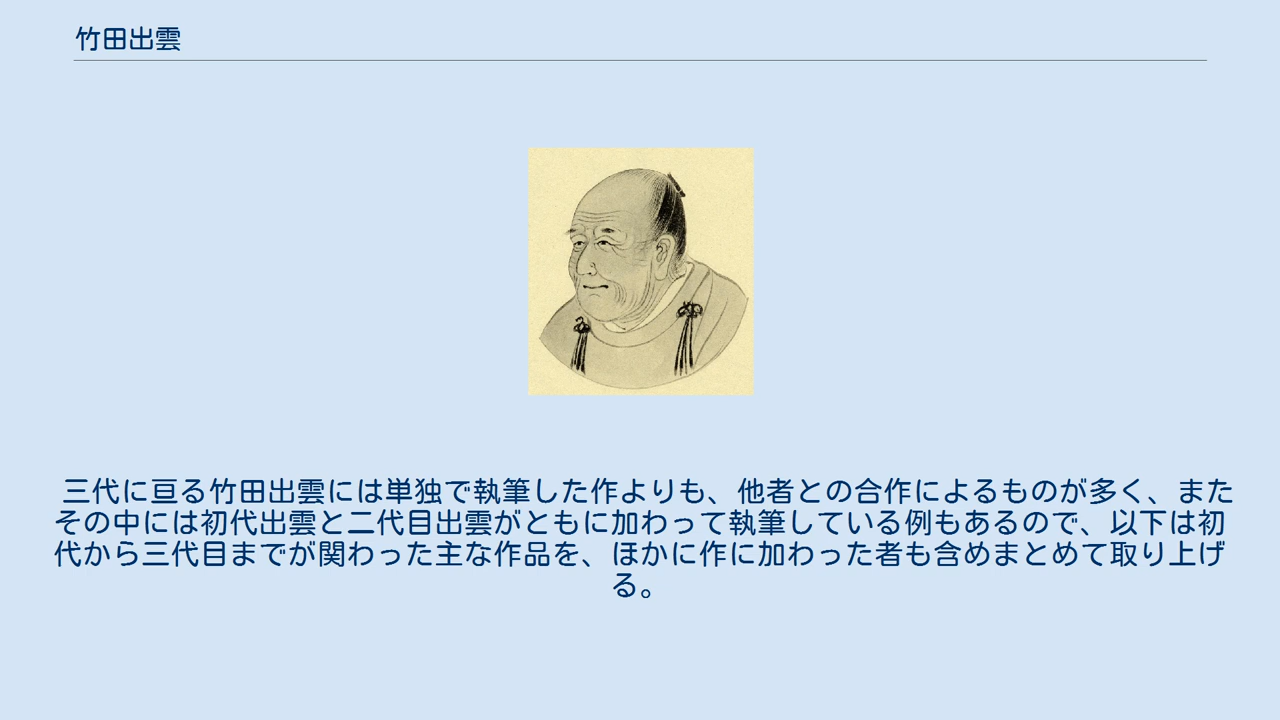 竹田出雲
三代に亘る竹田出雲には単独で執筆した作よりも、他者との合作によるものが多く、また
その中には初代出雲と二代目出雲がともに加わって執筆している例もあるので、以下は初
代から三代目までが関わった主な作品を、ほかに作に加わった者も含めまとめて取り上げ
る。